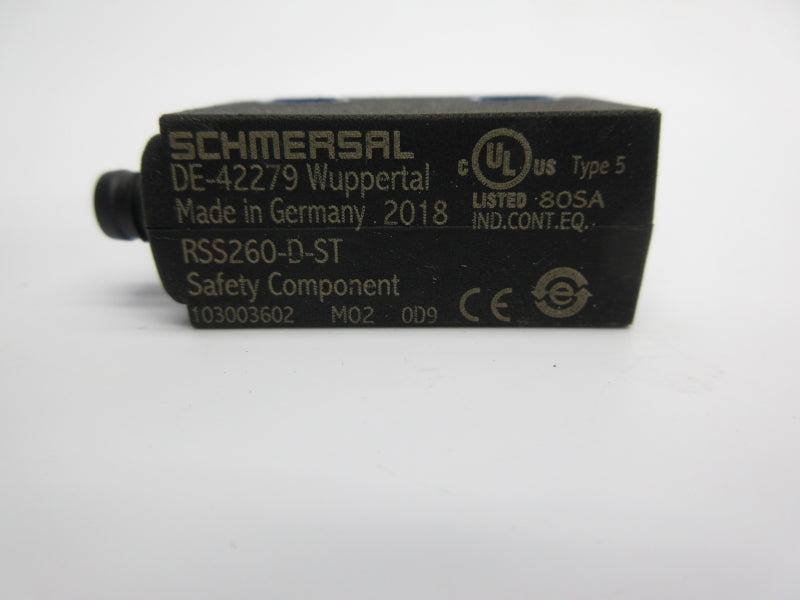 SCHMERSAL
DE-42279 Wuppertal
Made in Germany 2018
RSS260-D-ST
Safety Component
103003602 M02 0D9
C UL US Type 5
LISTED 80SA
IND.CONT.EQ.
CE e